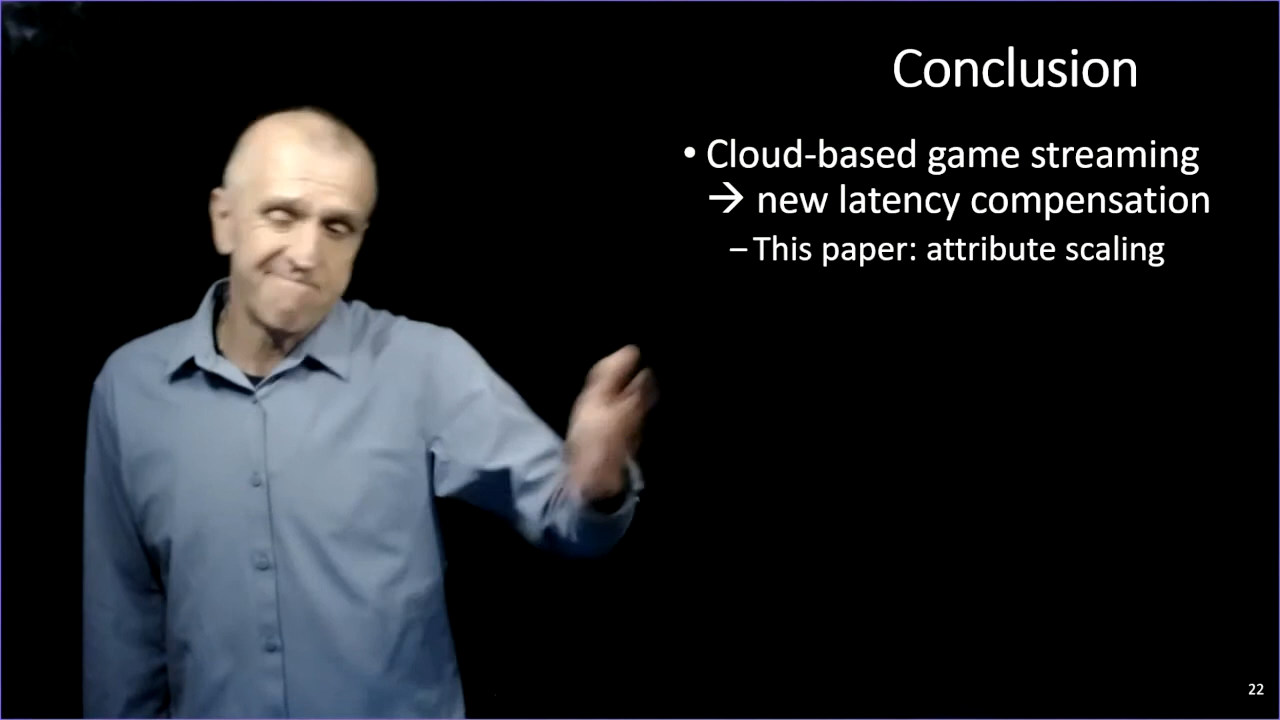 Conclusion
• Cloud-based game streaming
→ new latency compensation
– This paper: attribute scaling
22